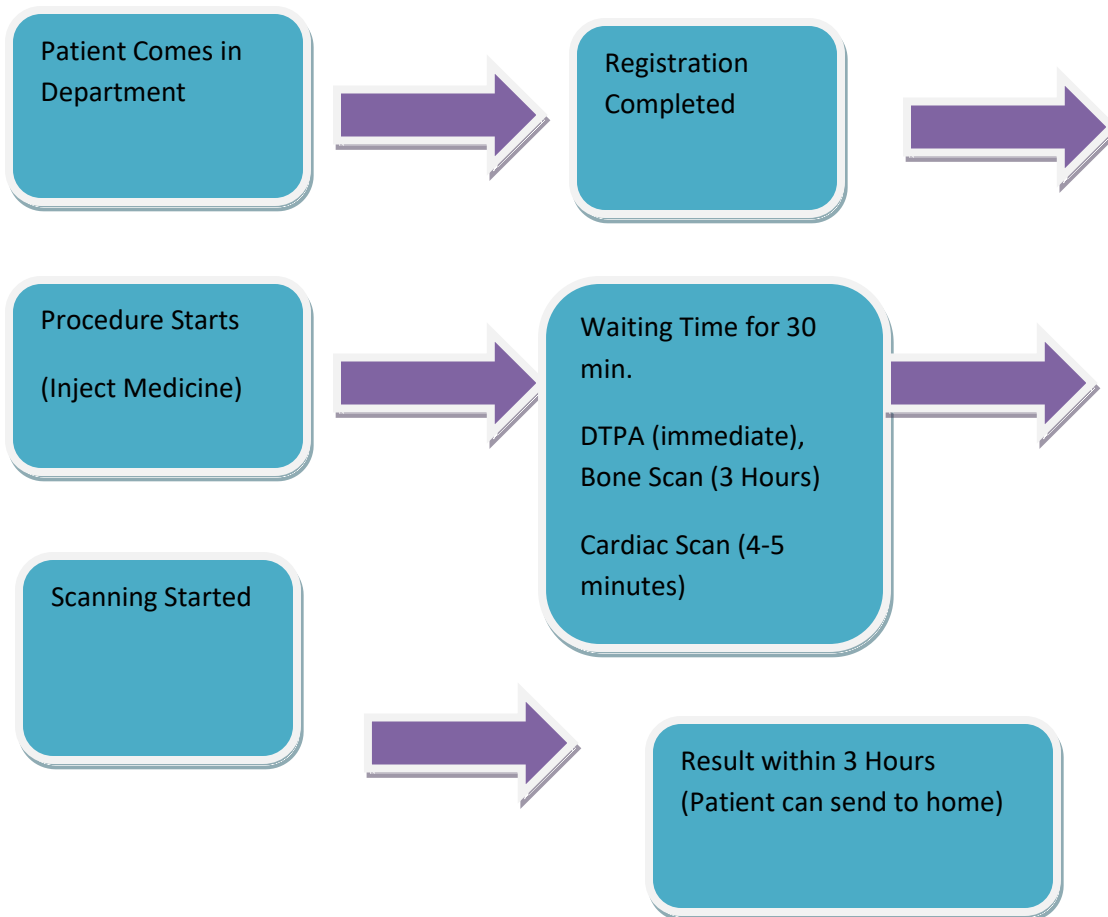 Patient Comes in
Department
Registration
Completed
Procedure Starts
(Inject Medicine)
Waiting Time for 30
min.
DTPA (immediate),
Bone Scan (3 Hours)
Cardiac Scan (4-5
minutes)
Scanning Started
Result within 3 Hours
(Patient can send to home)